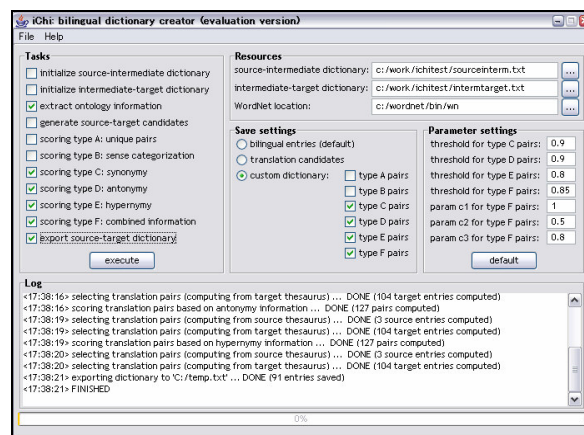 iChi: bilingual dictionary creator (evaluation version)
File Help
Tasks
initialize source-intermediate dictionary
initialize intermediate-target dictionary
extract ontology information
generate source-target candidates
scoring type A: unique pairs
scoring type B: sense categorization
scoring type C: synonymy
scoring type D: antonymy
scoring type E: hypernymy
scoring type F: combined information
export source-target dictionary
execute
Resources
source-intermediate dictionary: c:/work/ichitest/sourceinterm.txt ...
intermediate-target dictionary: c:/work/ichitest/intermtarget.txt ...
WordNet location: c:/wordnet/bin/wn ...
Save settings
bilingual entries (default)
translation candidates
custom dictionary: type A pairs
type B pairs
type C pairs
type D pairs
type E pairs
type F pairs
Parameter settings
threshold for type C pairs: 0.9
threshold for type D pairs: 0.9
threshold for type E pairs: 0.8
threshold for type F pairs: 0.85
param c1 for type F pairs: 1
param c2 for type F pairs: 0.5
param c3 for type F pairs: 0.8
default
Log
<17:38:16> selecting translation pairs (computing from target thesaurus) ... DONE (104 target entries computed)
<17:38:16> scoring translation pairs based on antonymy information ... DONE (127 pairs computed)
<17:38:19> selecting translation pairs (computing from source thesaurus) ... DONE (3 source entries computed)
<17:38:19> selecting translation pairs (computing from target thesaurus) ... DONE (104 target entries computed)
<17:38:19> scoring translation pairs based on hypernymy information ... DONE (127 pairs computed)
<17:38:20> selecting translation pairs (computing from source thesaurus) ... DONE (3 source entries computed)
<17:38:20> selecting translation pairs (computing from target thesaurus) ... DONE (104 target entries computed)
<17:38:21> exporting dictionary to 'C:/temp.txt' ... DONE (91 entries saved)
<17:38:21> FINISHED
0%